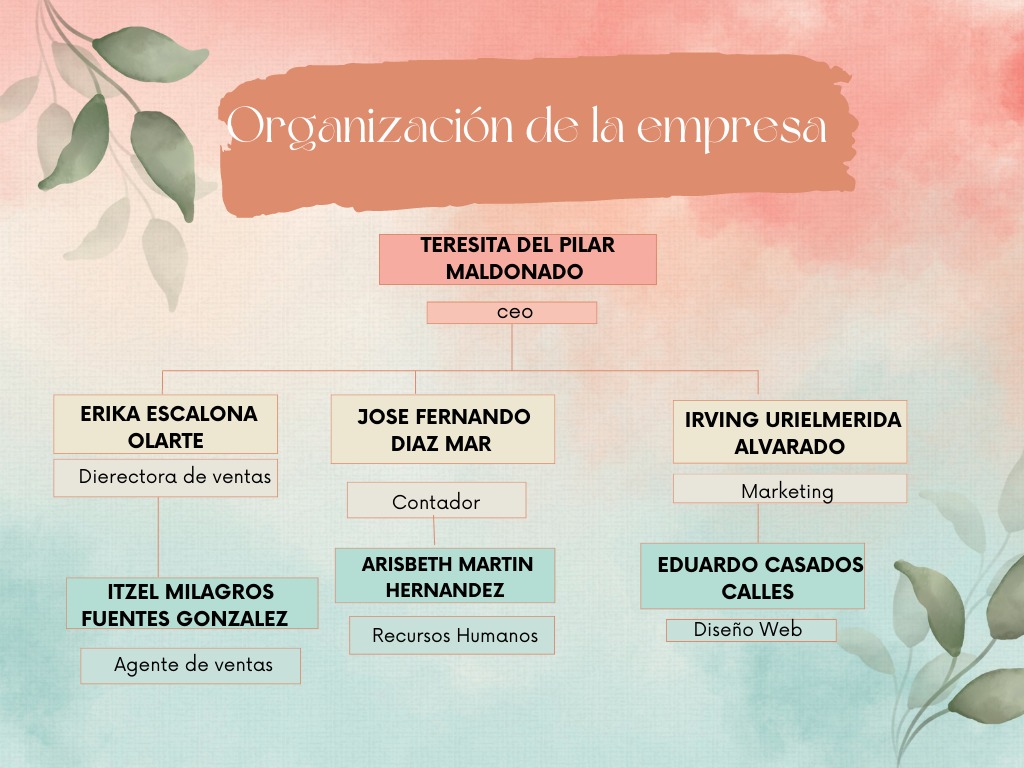 Organización de la empresa
TERESITA DEL PILAR
MALDONADO
ceo
ERIKA ESCALONA
OLARTE
Dierectora de ventas
JOSE FERNANDO
DIAZ MAR
Contador
IRVING URIELMERIDA
ALVARADO
Marketing
ITZEL MILAGROS
FUENTES GONZALEZ
Agente de ventas
ARISBETH MARTIN
HERNANDEZ
Recursos Humanos
EDUARDO CASADOS
CALLES
Diseño Web